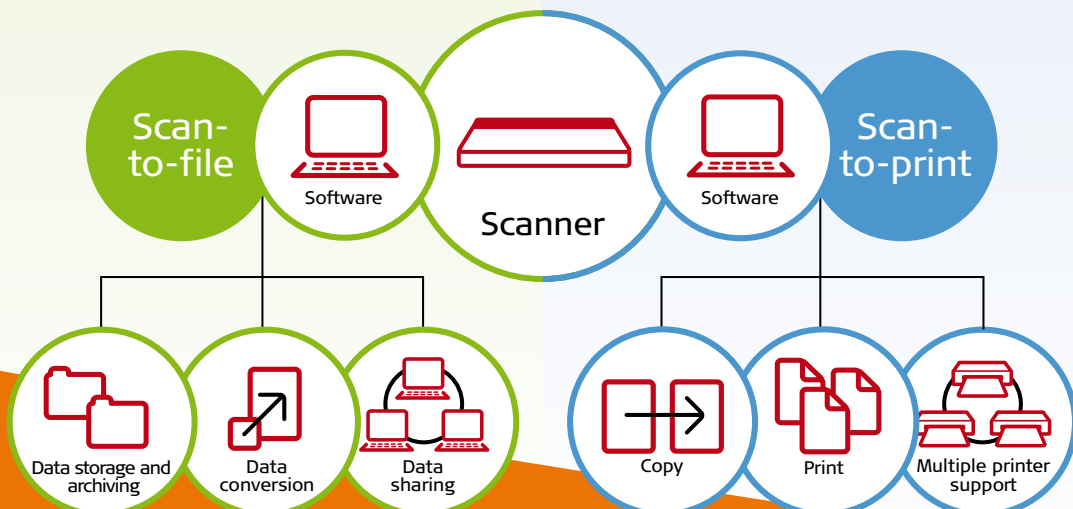 Scan-
to-file
Software
Scanner
Software
Scan-
to-print
Data storage and
archiving
Data
conversion
Data
sharing
Copy
Print
Multiple printer
support